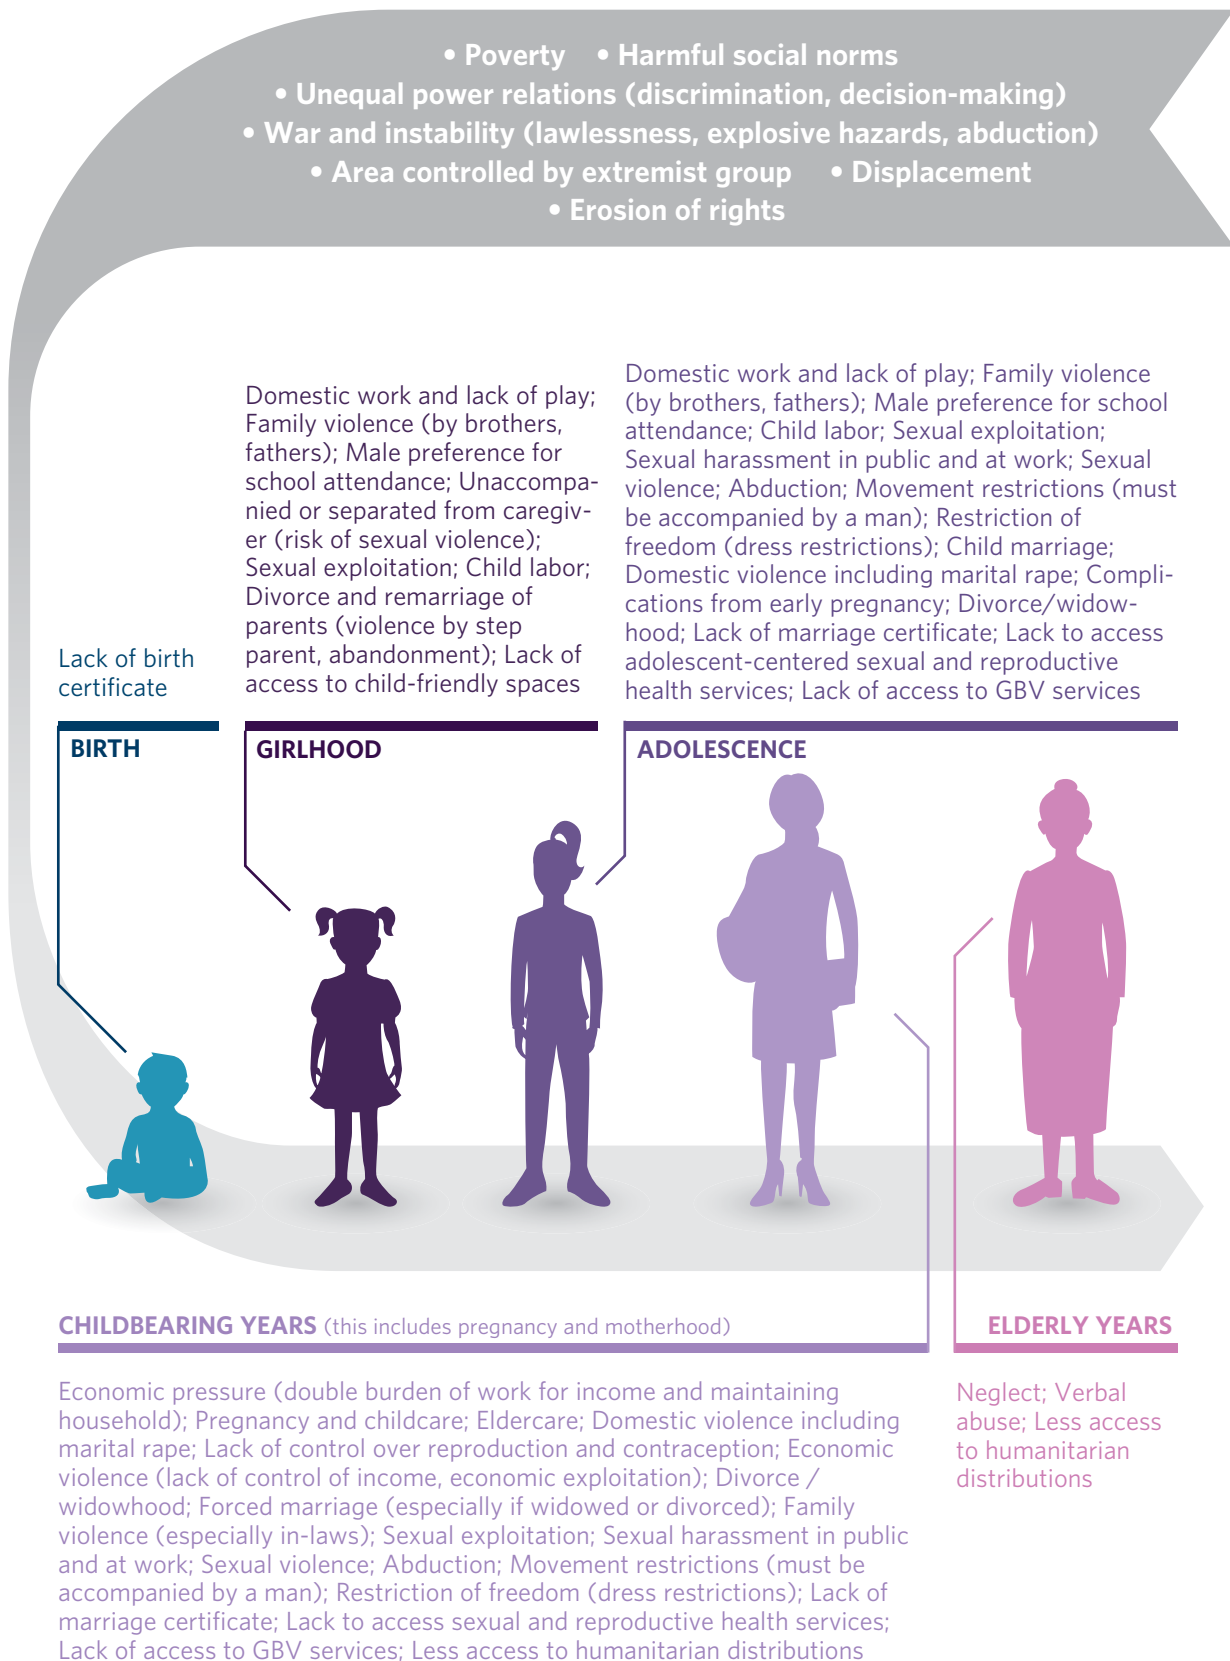 • Poverty • Harmful social norms
• Unequal power relations (discrimination, decision-making)
• War and instability (lawlessness, explosive hazards, abduction)
• Area controlled by extremist group • Displacement
• Erosion of rights
Lack of birth
certificate
BIRTH
Domestic work and lack of play;
Family violence (by brothers,
fathers); Male preference for
school attendance; Unaccompa-
nied or separated from caregiv-
er (risk of sexual violence);
Sexual exploitation; Child labor;
Divorce and remarriage of
parents (violence by step
parent, abandonment); Lack of
access to child-friendly spaces
GIRLHOOD
Domestic work and lack of play; Family violence
(by brothers, fathers); Male preference for school
attendance; Child labor; Sexual exploitation;
Sexual harassment in public and at work; Sexual
violence; Abduction; Movement restrictions (must
be accompanied by a man); Restriction of
freedom (dress restrictions); Child marriage;
Domestic violence including marital rape; Compli-
cations from early pregnancy; Divorce/widow-
hood; Lack of marriage certificate; Lack to access
adolescent-centered sexual and reproductive
health services; Lack of access to GBV services
ADOLESCENCE
CHILDBEARING YEARS (this includes pregnancy and motherhood)
Economic pressure (double burden of work for income and maintaining
household); Pregnancy and childcare; Eldercare; Domestic violence including
marital rape; Lack of control over reproduction and contraception; Economic
violence (lack of control of income, economic exploitation); Divorce /
widowhood; Forced marriage (especially if widowed or divorced); Family
violence (especially in-laws); Sexual exploitation; Sexual harassment in public
and at work; Sexual violence; Abduction; Movement restrictions (must be
accompanied by a man); Restriction of freedom (dress restrictions); Lack of
marriage certificate; Lack to access sexual and reproductive health services;
Lack of access to GBV services; Less access to humanitarian distributions
ELDERLY YEARS
Neglect; Verbal
abuse; Less access
to humanitarian
distributions